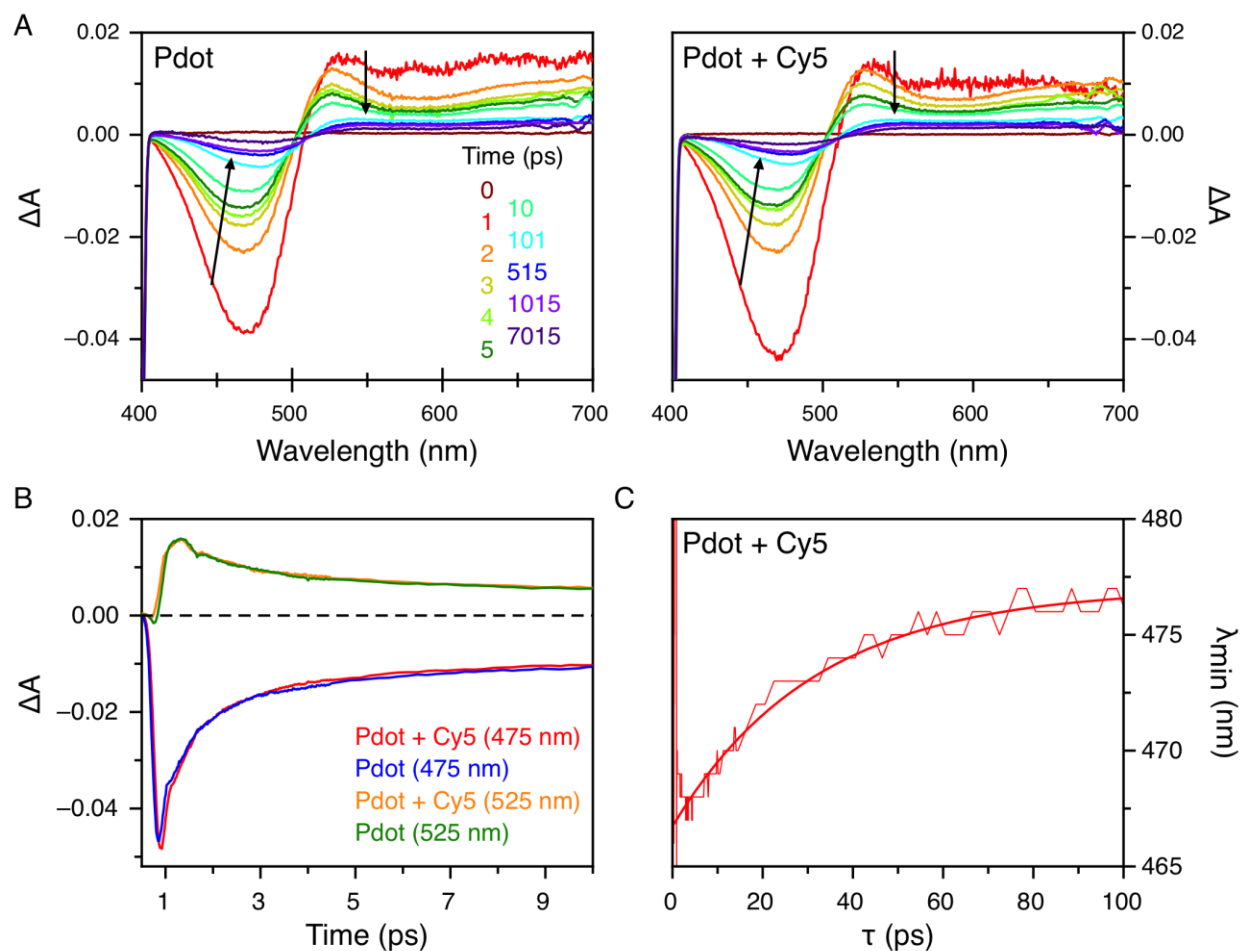 A
Pdot
Pdot + Cy5
0.02
0.00
−0.02
−0.04
ΔA
0.02
0.00
−0.02
−0.04
ΔA
Time (ps)
0
1
2
3
4
5
10
101
515
1015
7015
400
500
600
700
400
500
600
700
Wavelength (nm)
Wavelength (nm)
B
C
0.02
0.00
−0.02
−0.04
ΔA
Pdot + Cy5 (475 nm)
Pdot (475 nm)
Pdot + Cy5 (525 nm)
Pdot (525 nm)
1
3
5
7
9
Time (ps)
Pdot + Cy5
480
475
470
465
λmin (nm)
0
20
40
60
80
100
τ (ps)